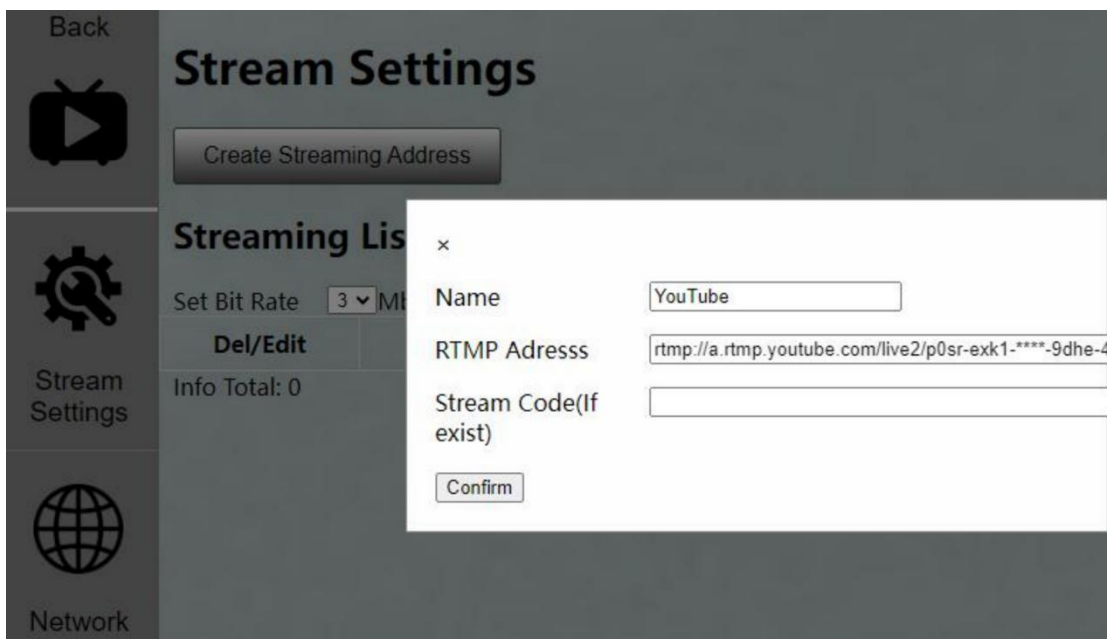 Back
Stream Settings
Create Streaming Address
Streaming Lis
Set Bit Rate 3 Mb
Del/Edit
Info Total: 0
Stream
Settings
Network
×
Name YouTube
RTMP Adresss rtmp://a.rtmp.youtube.com/live2/p0sr-exk1-****-9dhe-4
Stream Code(If
exist)
Confirm